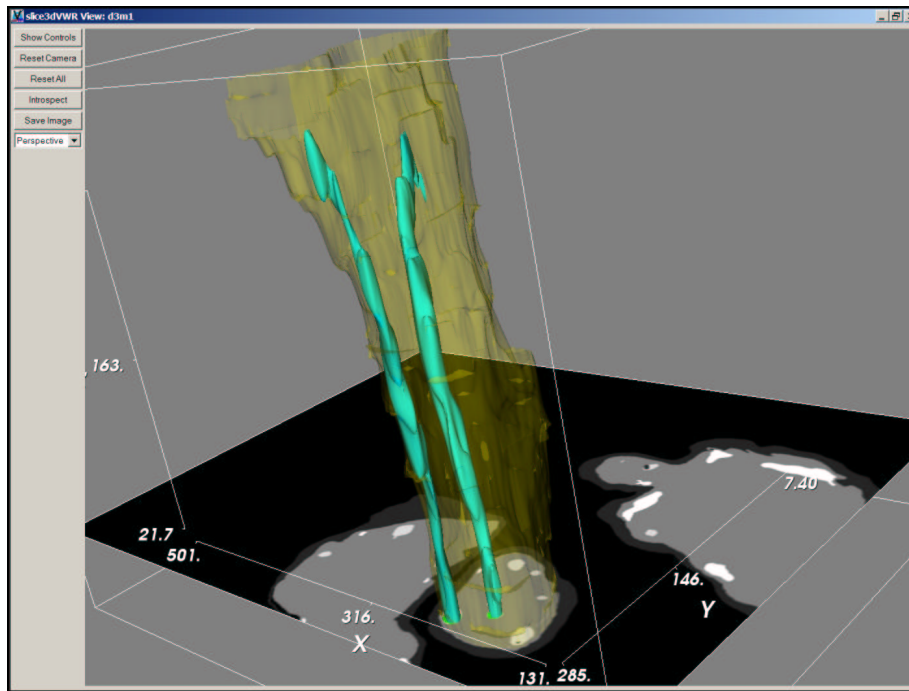 slice3dVWR View: d3m1
Show Controls
Reset Camera
Reset All
Introspect
Save Image
Perspective
163.
21.7
501.
7.40
146.
316.
X
Y
131.
285.